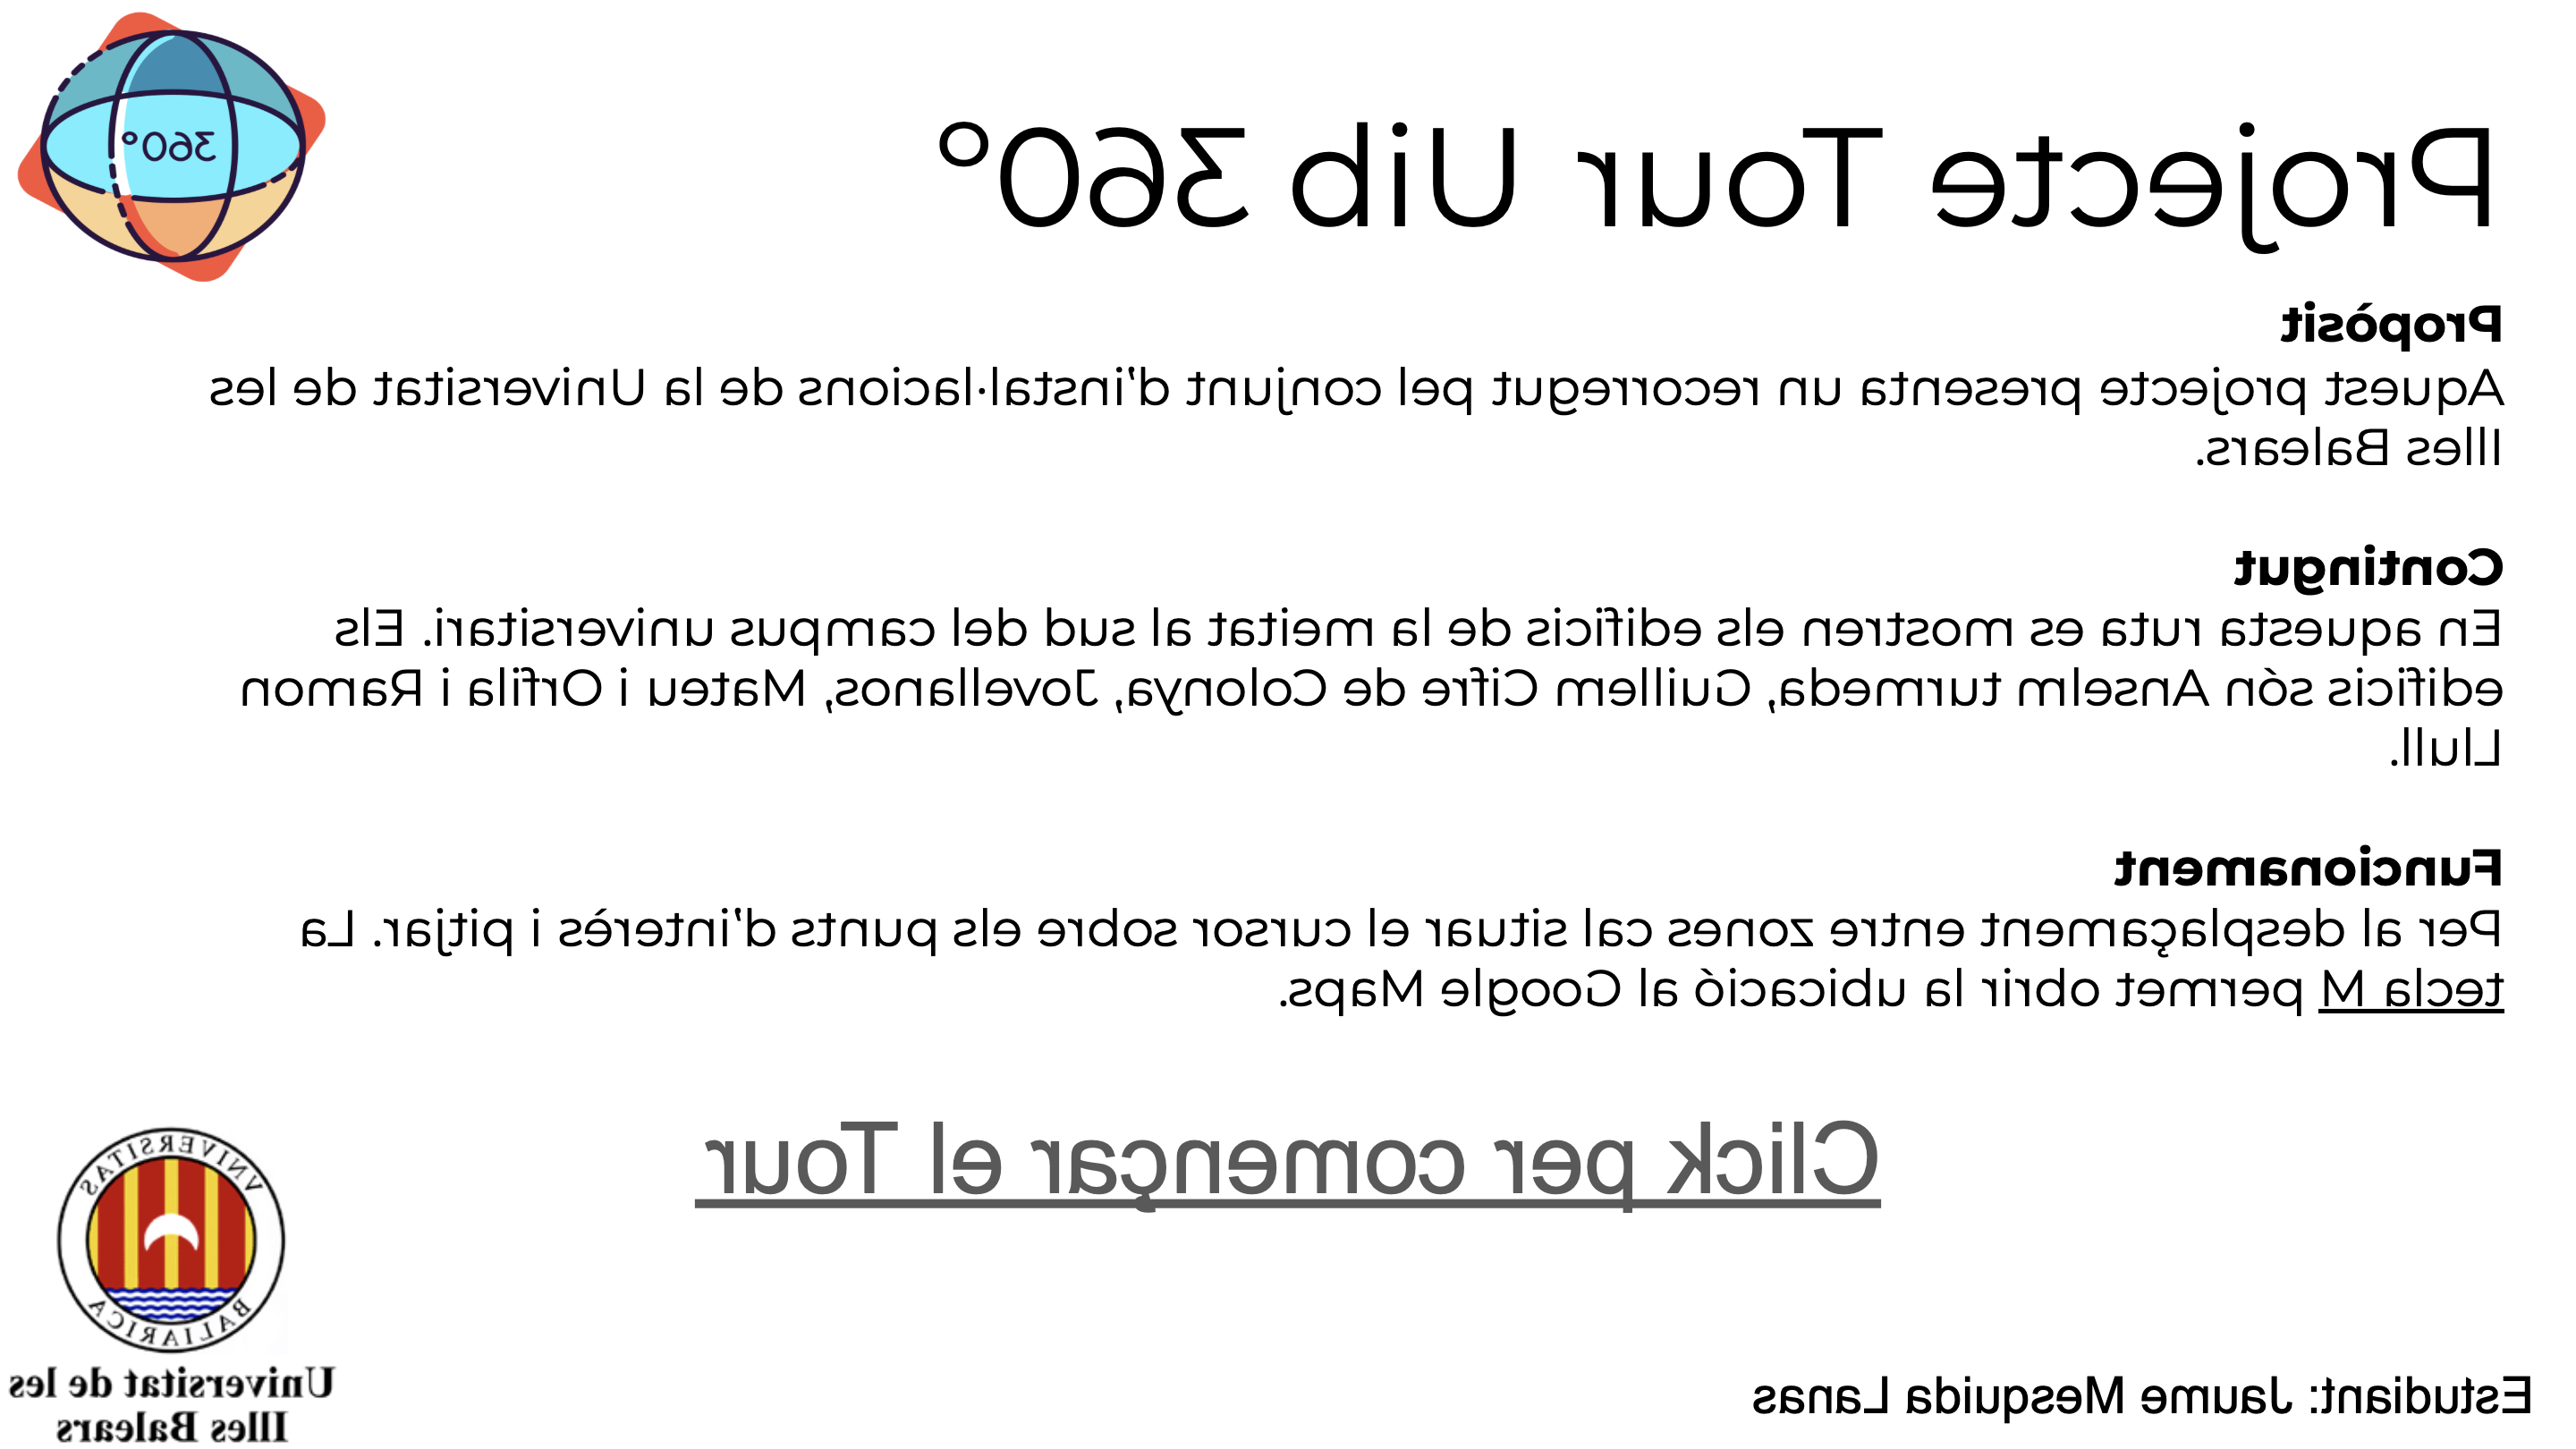 360°
Projecte Tour Uib 360°
Propòsit
Aquest projecte presenta un recorregut pel conjunt d'instal·lacions de la Universitat de les
Illes Balears.
Contingut
En aquesta ruta es mostren els edificis de la meitat al sud del campus universitari. Els
edificis són Anselm turmeda, Guillem Cifre de Colonya, Jovellanos, Mateu i Orfila i Ramon
Llull.
Funcionament
Per al desplaçament entre zones cal situar el cursor sobre els punts d'interès i pitjar. La
tecla M permet obrir la ubicació al Google Maps.
Click per començar el Tour
VNIVERSITAS
BALIARICA
Universitat de les
Illes Balears
Estudiant: Jaume Mesquida Lanas